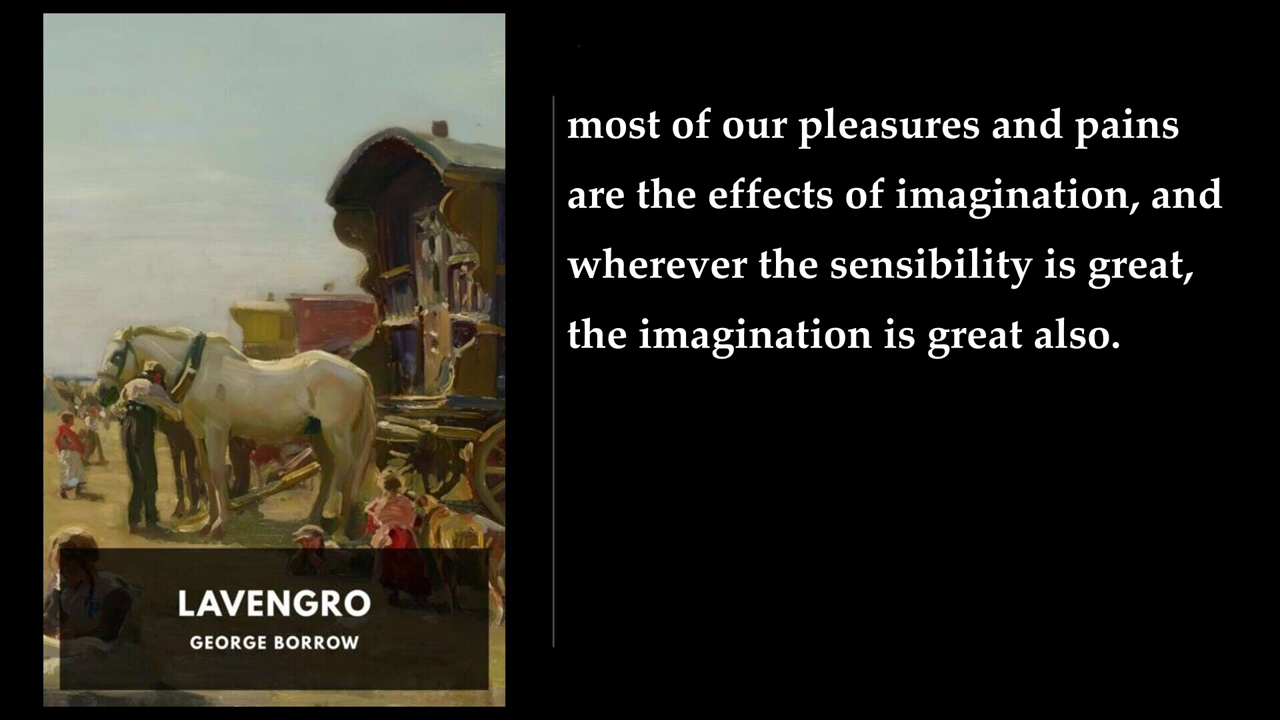 LAVENGRO
GEORGE BORROW
most of our pleasures and pains
are the effects of imagination, and
wherever the sensibility is great,
the imagination is great also.